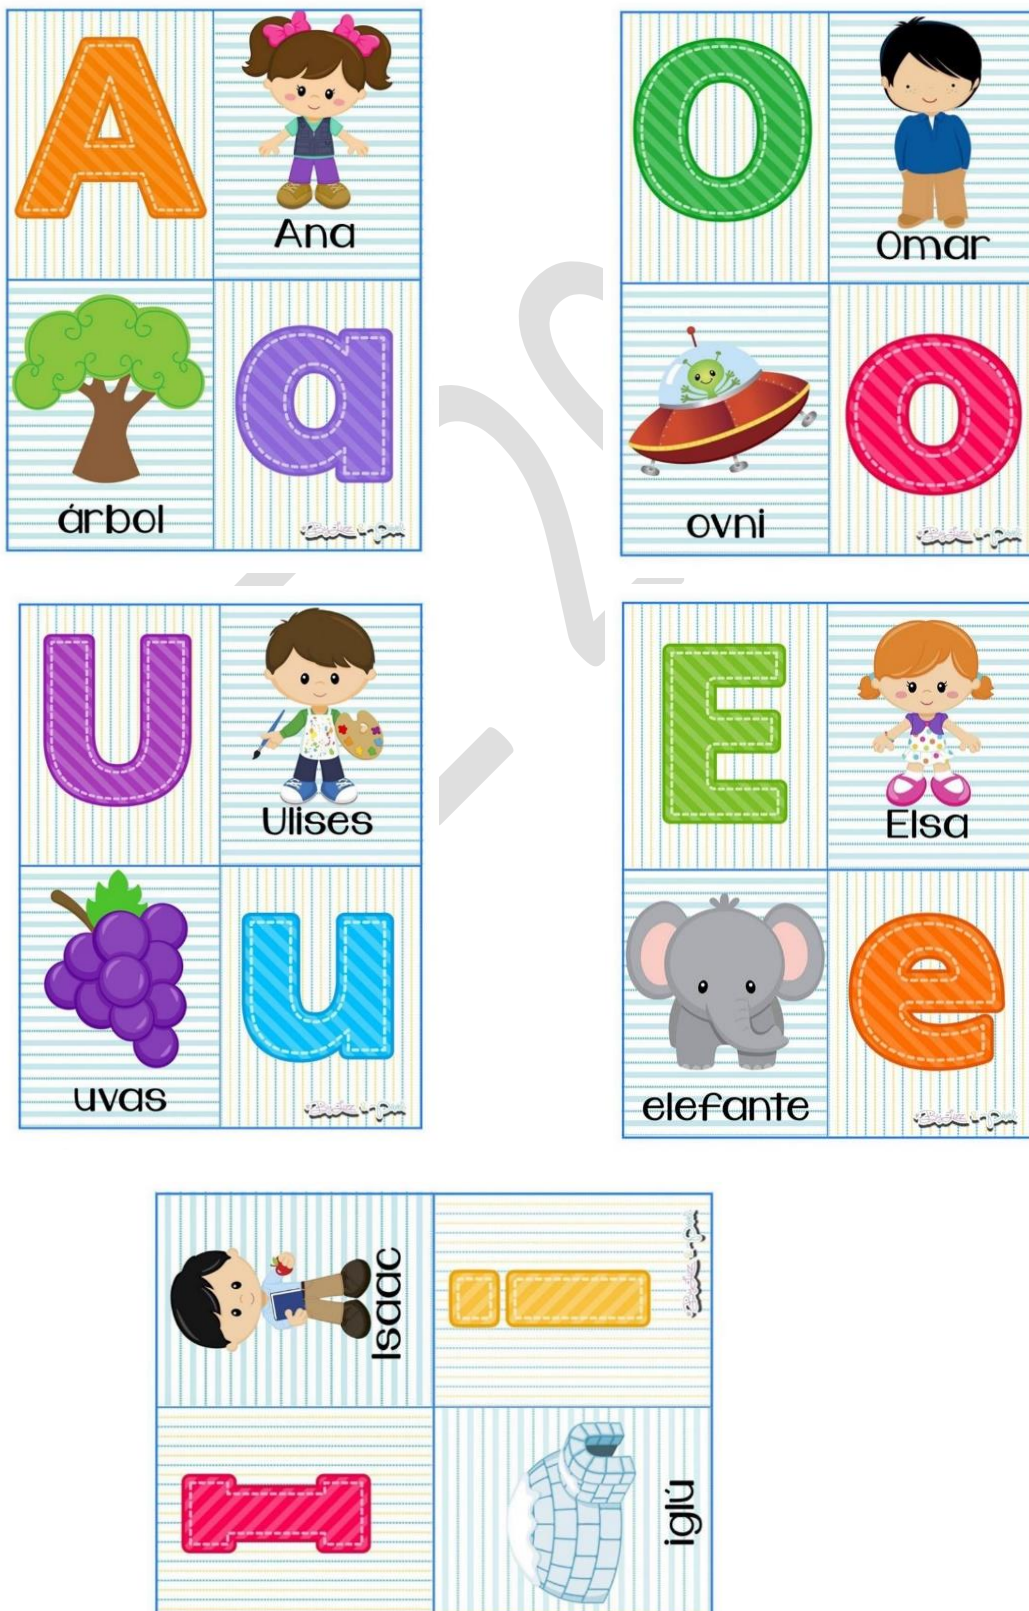 A
Ana
árbol
a
O
Omar
ovni
o
U
Ulises
uvas
u
E
Elsa
elefante
e
I
Isaac
iglú
i